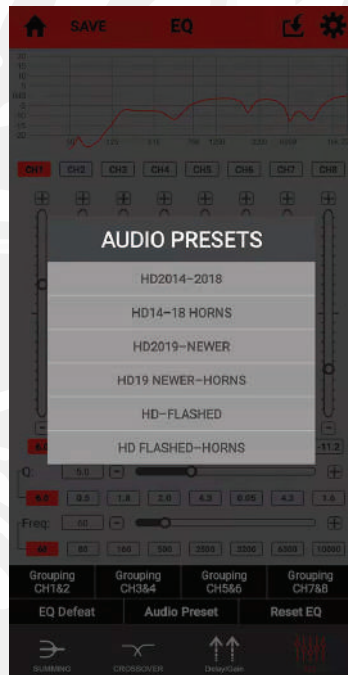 SAVE
EQ
CH1 CH2 CH3 CH4 CH5 CH6 CH7 CH8
AUDIO PRESETS
HD2014-2018
HD14-18 HORNS
HD2019-NEWER
HD19 NEWER-HORNS
HD-FLASHED
HD FLASHED-HORNS
-11.2
Q: 5.0
6.0 0.5 1.8 2.0 4.3 0.05 4.3 1.6
Freq: 60
60 80 160 500 2500 3200 6300 10000
Grouping Grouping Grouping Grouping
CH1&2 CH3&4 CH5&6 CH7&8
EQ Defeat Audio Preset Reset EQ
SUMMING CROSSOVER Delay/Gain